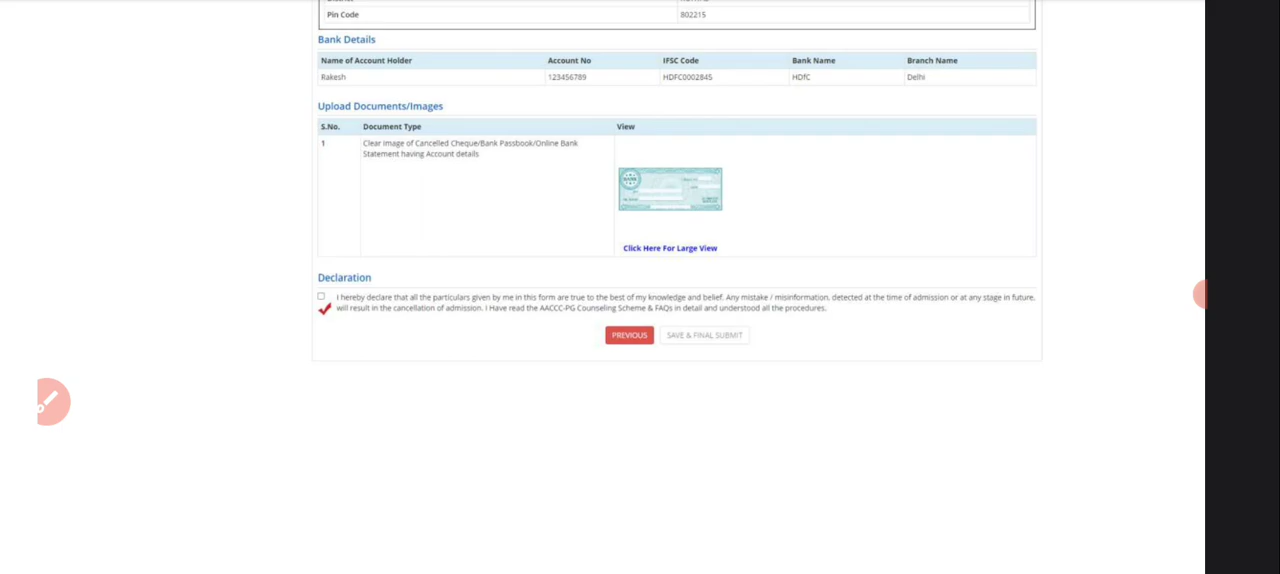 Pin Code 802215
Bank Details
Name of Account Holder Account No IFSC Code Bank Name Branch Name
Rakesh 123456789 HDFC0002845 HDfC Delhi
Upload Documents/Images
S.No. Document Type View
1 Clear Image of Cancelled Cheque/Bank Passbook/Online Bank
Statement having Account details
BANK
Click Here For Large View
Declaration
I hereby declare that all the particulars given by me in this form are true to the best of my knowledge and belief. Any mistake / misinformation, detected at the time of admission or at any stage in future,
will result in the cancellation of admission. I Have read the AACCC-PG Counseling Scheme & FAQs in detail and understood all the procedures.
PREVIOUS SAVE & FINAL SUBMIT